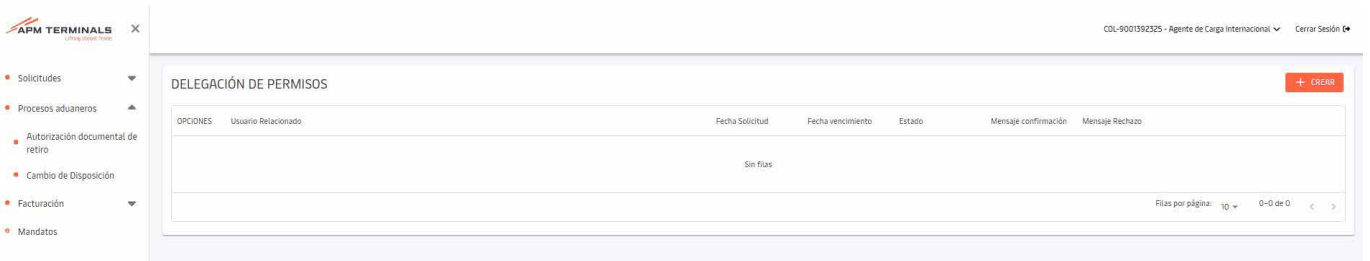 APM TERMINALS
Lifting Global Trade
COL-9001392325 - Agente de Carga Internacional
Cerrar Sesión
Solicitudes
Procesos aduaneros
Autorización documental de
retiro
Cambio de Disposición
Facturación
Mandatos
DELEGACIÓN DE PERMISOS
+ CREAR
OPCIONES Usuario Relacionado Fecha Solicitud Fecha vencimiento Estado Mensaje confirmación Mensaje Rechazo
Sin filas
Filas por página: 10 0-0 de 0